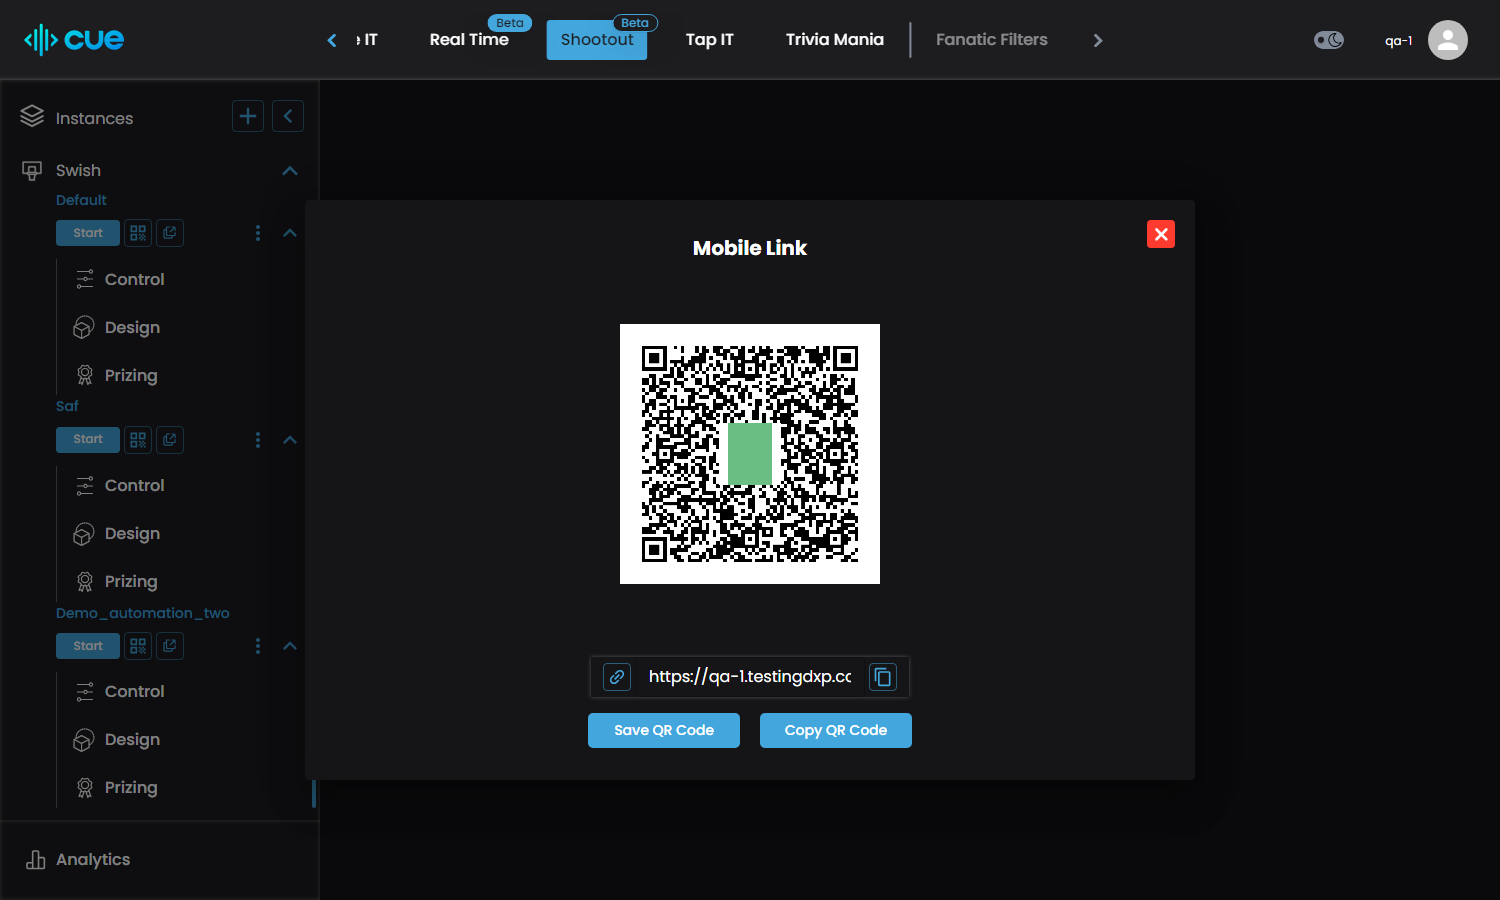 cue
e IT
Real Time
Beta
Shootout
Beta
Tap IT
Trivia Mania
Fanatic Filters
qa-1
Instances
Swish
Default
Start
Control
Design
Prizing
Saf
Start
Control
Design
Prizing
Demo_automation_two
Start
Control
Design
Prizing
Analytics
Mobile Link
https://qa-1.testingdxp.cc
Save QR Code
Copy QR Code